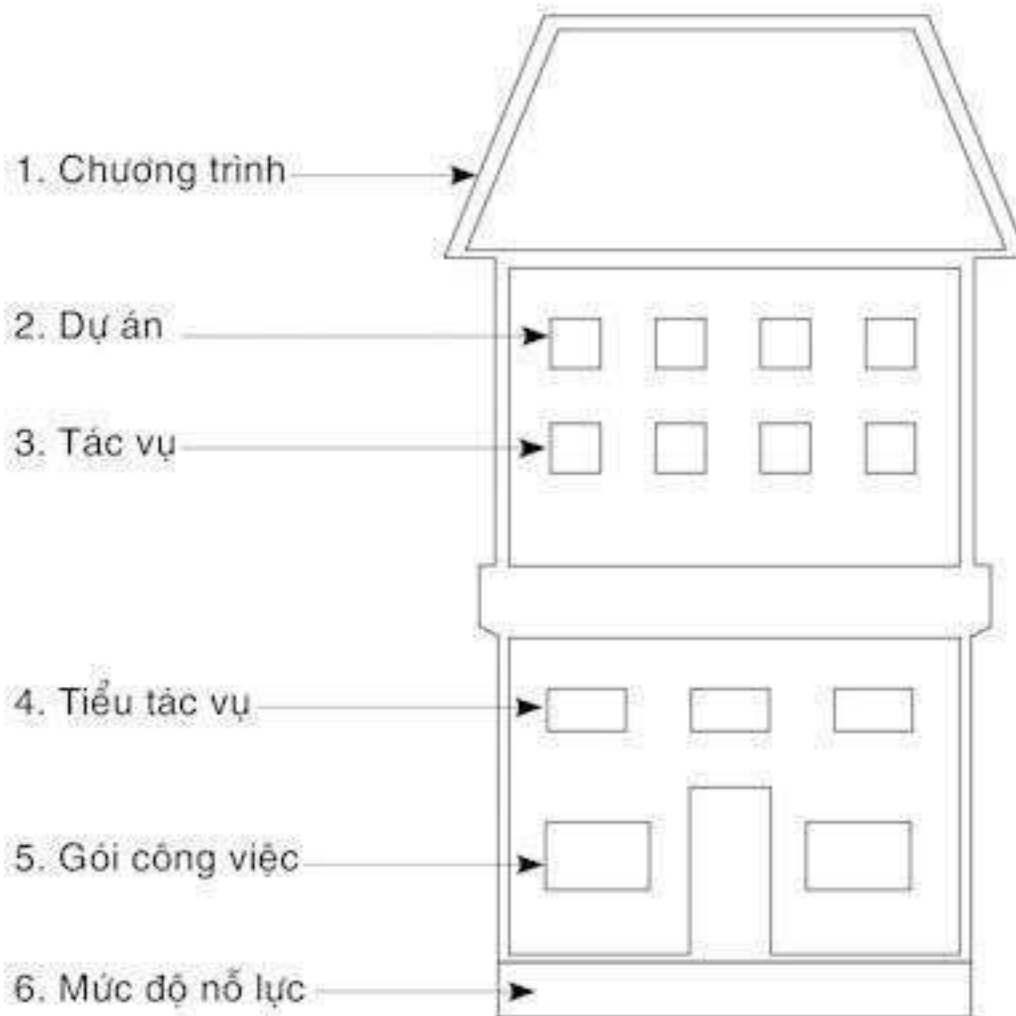 1. Chương trình
2. Dự án
3. Tác vụ
4. Tiểu tác vụ
5. Gói công việc
6. Mức độ nỗ lực